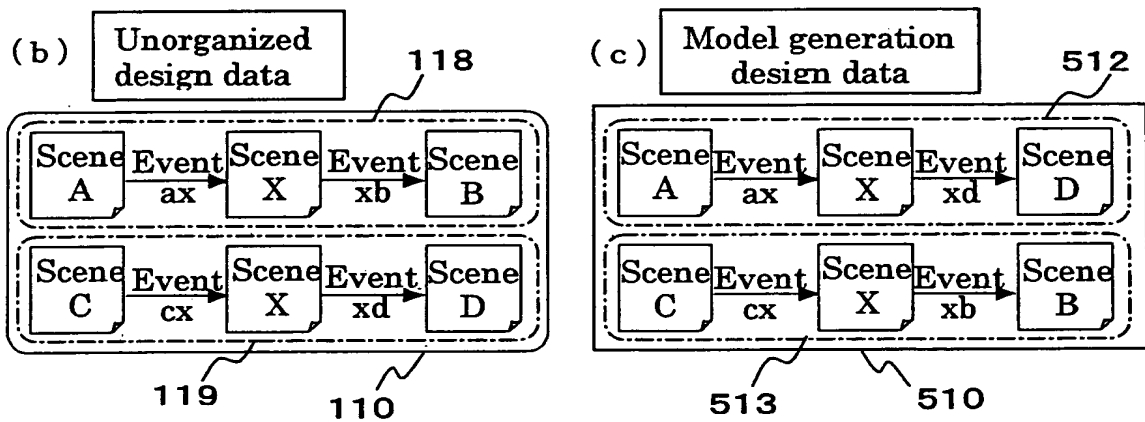 (b)
Unorganized
design data
118
Scene
A
Event
ax
Scene
X
Event
xb
Scene
B
Scene
C
Event
cx
Scene
X
Event
xd
Scene
D
119
110
(c)
Model generation
design data
512
Scene
A
Event
ax
Scene
X
Event
xd
Scene
D
Scene
C
Event
cx
Scene
X
Event
xb
Scene
B
513
510